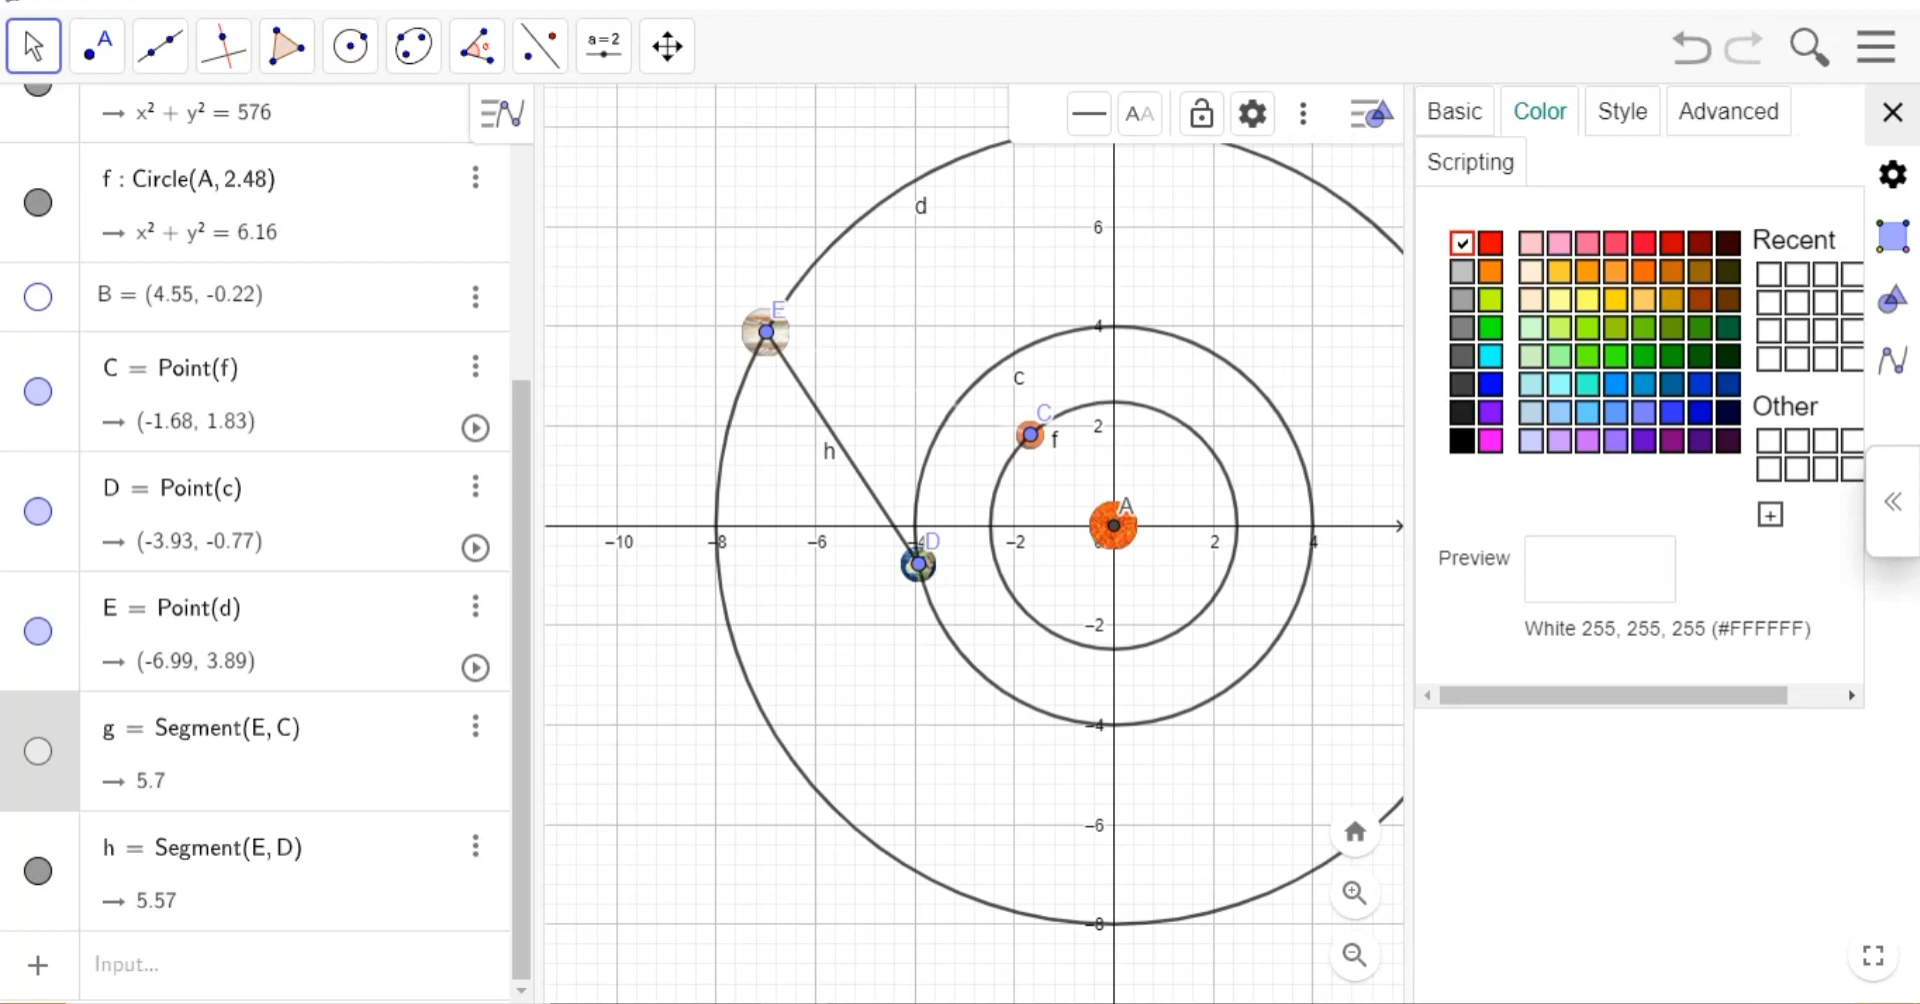 A
a=2
→ x² + y² = 576
f : Circle(A, 2.48)
→ x² + y² = 6.16
B = (4.55, -0.22)
C = Point(f)
→ (-1.68, 1.83)
D = Point(c)
→ (-3.93, -0.77)
E = Point(d)
→ (-6.99, 3.89)
g = Segment(E, C)
→ 5.7
h = Segment(E, D)
→ 5.57
+ Input...
AA
d
6
E
4
c
C
f
2
h
A
−10
−8
−6
D
−2
2
4
−2
−4
−6
−8
Basic
Color
Style
Advanced
Scripting
Recent
Other
Preview
White 255, 255, 255 (#FFFFFF)